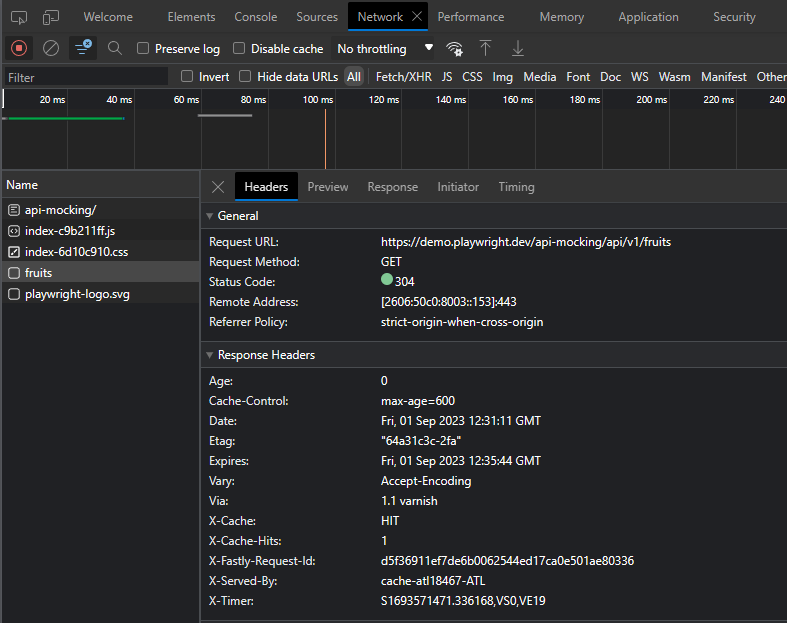 Welcome Elements Console Sources Network Performance Memory Application Security
Preserve log Disable cache No throttling
Filter Invert Hide data URLs All Fetch/XHR JS CSS Img Media Font Doc WS Wasm Manifest Other
20 ms 40 ms 60 ms 80 ms 100 ms 120 ms 140 ms 160 ms 180 ms 200 ms 220 ms 240
Name
api-mocking/
index-c9b211ff.js
index-6d10c910.css
fruits
playwright-logo.svg
Headers Preview Response Initiator Timing
General
Request URL: https://demo.playwright.dev/api-mocking/api/v1/fruits
Request Method: GET
Status Code: 304
Remote Address: [2606:50c0:8003::153]:443
Referrer Policy: strict-origin-when-cross-origin
Response Headers
Age: 0
Cache-Control: max-age=600
Date: Fri, 01 Sep 2023 12:31:11 GMT
Etag: "64a31c3c-2fa"
Expires: Fri, 01 Sep 2023 12:35:44 GMT
Vary: Accept-Encoding
Via: 1.1 varnish
X-Cache: HIT
X-Cache-Hits: 1
X-Fastly-Request-Id: d5f36911ef7de6b0062544ed17ca0e501ae80336
X-Served-By: cache-atl18467-ATL
X-Timer: S1693571471.336168,VS0,VE19